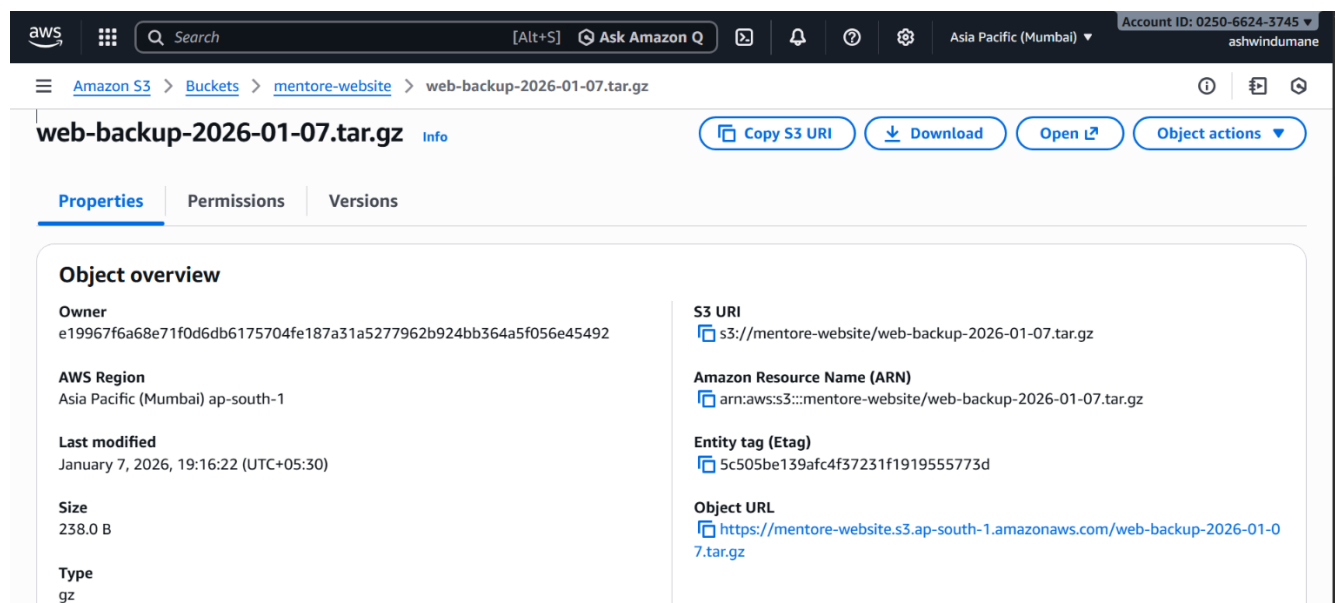 aws
Search
[Alt+S]
Ask Amazon Q
Asia Pacific (Mumbai) ▼
Account ID: 0250-6624-3745 ▼
ashwindumane
Amazon S3 > Buckets > mentore-website > web-backup-2026-01-07.tar.gz
web-backup-2026-01-07.tar.gz Info
Copy S3 URI
Download
Open
Object actions ▼
Properties
Permissions
Versions
Object overview
Owner
e19967f6a68e71f0d6db6175704fe187a31a5277962b924bb364a5f056e45492
AWS Region
Asia Pacific (Mumbai) ap-south-1
Last modified
January 7, 2026, 19:16:22 (UTC+05:30)
Size
238.0 B
Type
gz
S3 URI
s3://mentore-website/web-backup-2026-01-07.tar.gz
Amazon Resource Name (ARN)
arn:aws:s3:::mentore-website/web-backup-2026-01-07.tar.gz
Entity tag (Etag)
5c505be139afc4f37231f1919555773d
Object URL
https://mentore-website.s3.ap-south-1.amazonaws.com/web-backup-2026-01-0
7.tar.gz